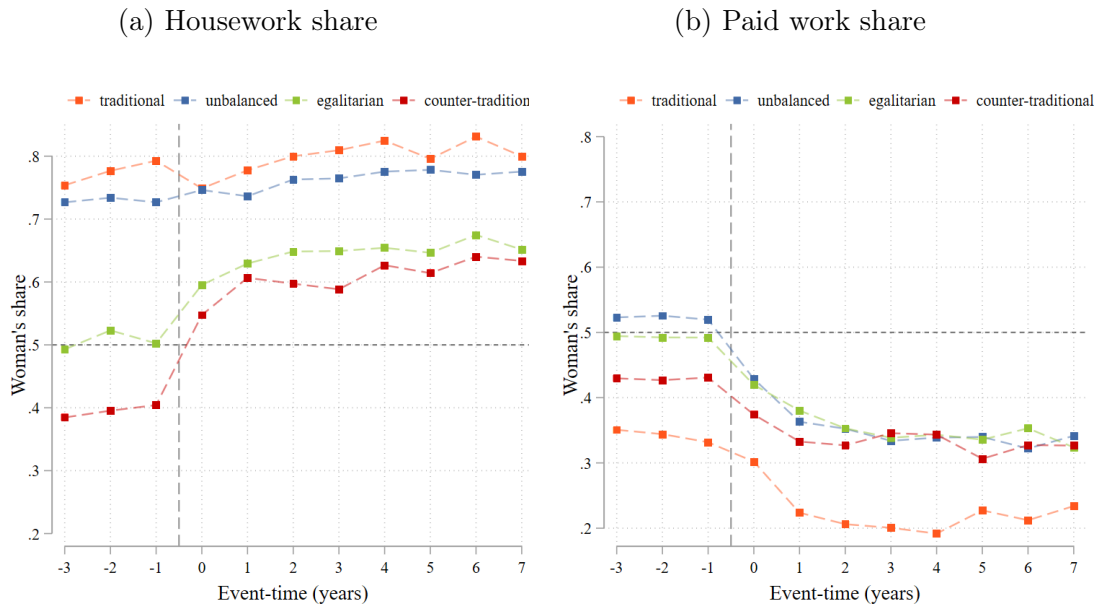 (a) Housework share
traditional unbalanced egalitarian counter-tradition
.8
.7
.6
.5
.4
.3
.2
Woman's share
-3 -2 -1 0 1 2 3 4 5 6 7
Event-time (years)
(b) Paid work share
traditional unbalanced egalitarian counter-traditional
.8
.7
.6
.5
.4
.3
.2
Woman's share
-3 -2 -1 0 1 2 3 4 5 6 7
Event-time (years)